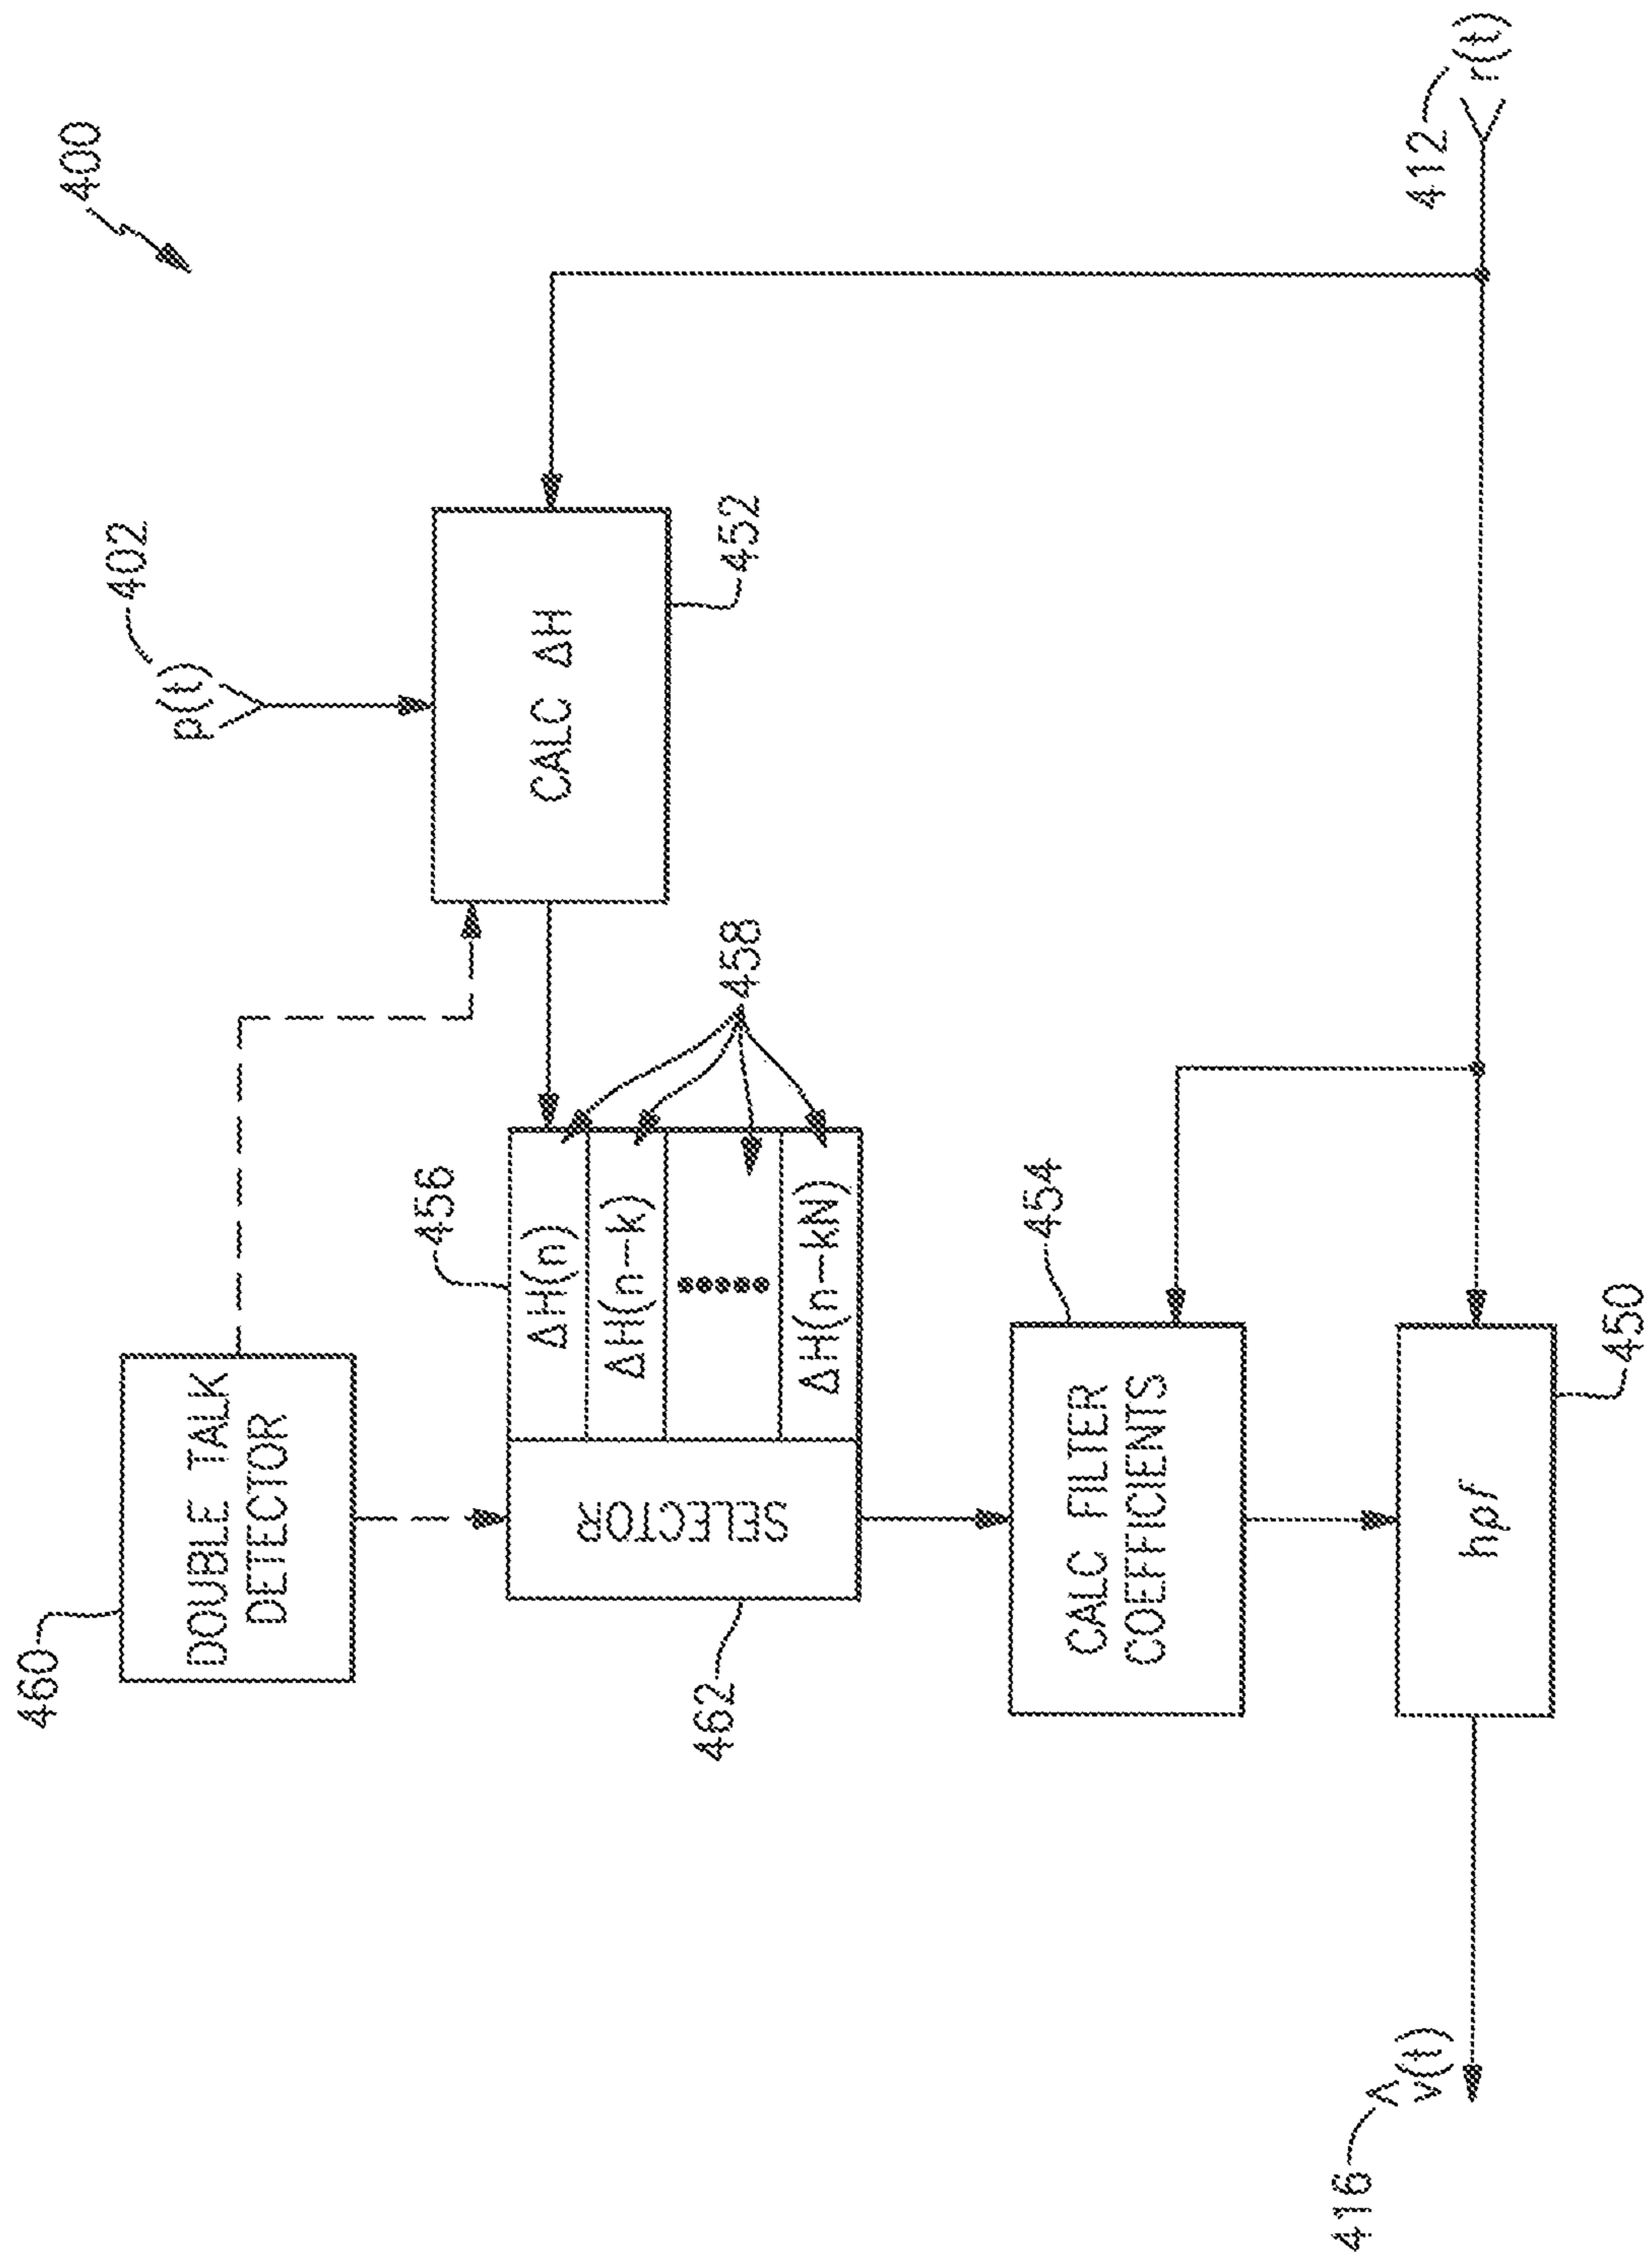 400
402
p(t)
CALC ΔH
452
412
r(t)
460
DOUBLE TALK
DETECTOR
456
ΔH(n)
ΔH(n–k)
•••••
ΔH(n–kN)
458
SELECTOR
462
454
CALC FILTER
COEFFICIENTS
hpf
450
416
v̂(t)